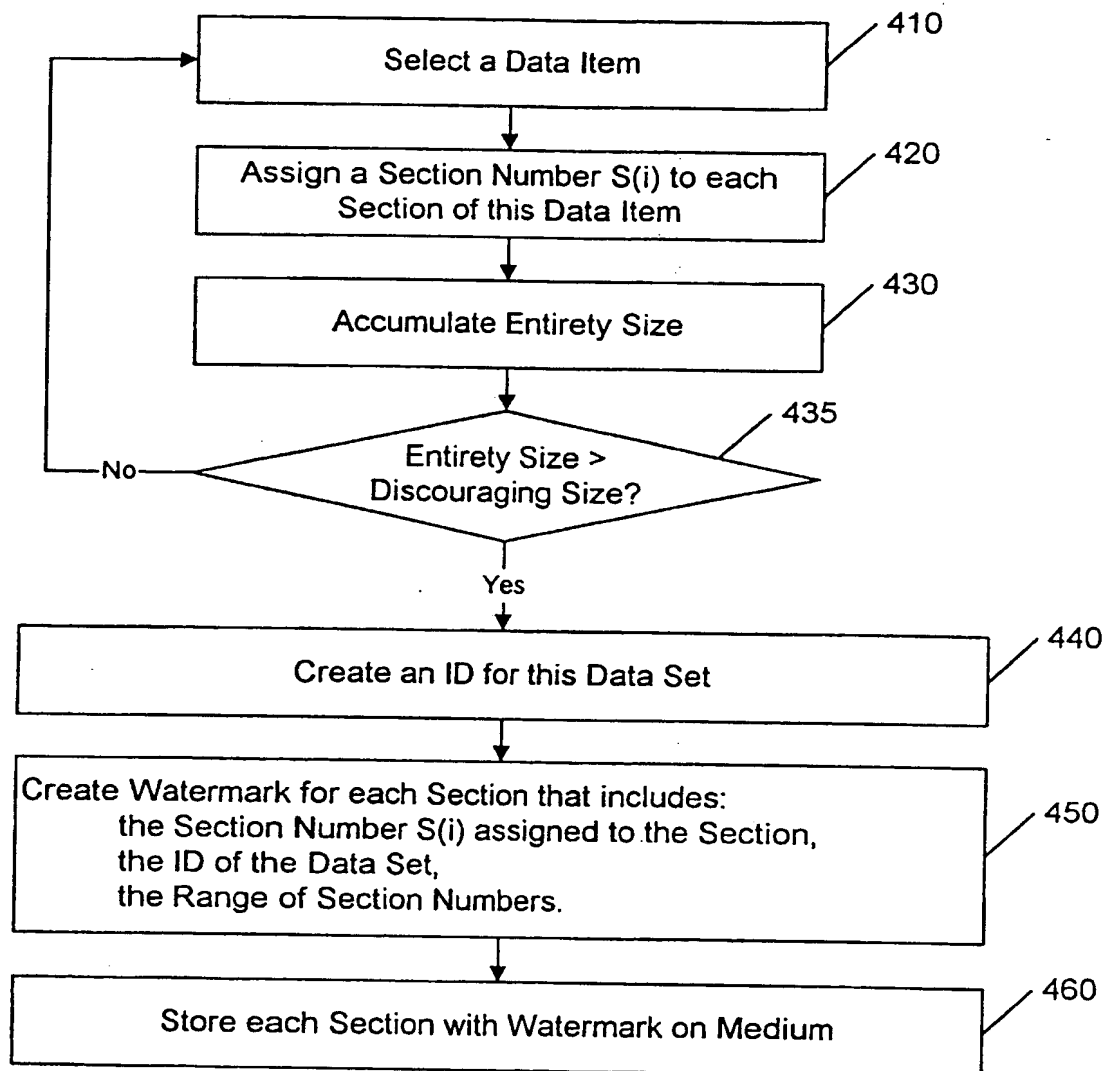 410
Select a Data Item
420
Assign a Section Number S(i) to each
Section of this Data Item
430
Accumulate Entirety Size
435
Entirety Size >
Discouraging Size?
No
Yes
440
Create an ID for this Data Set
450
Create Watermark for each Section that includes:
the Section Number S(i) assigned to the Section,
the ID of the Data Set,
the Range of Section Numbers.
460
Store each Section with Watermark on Medium